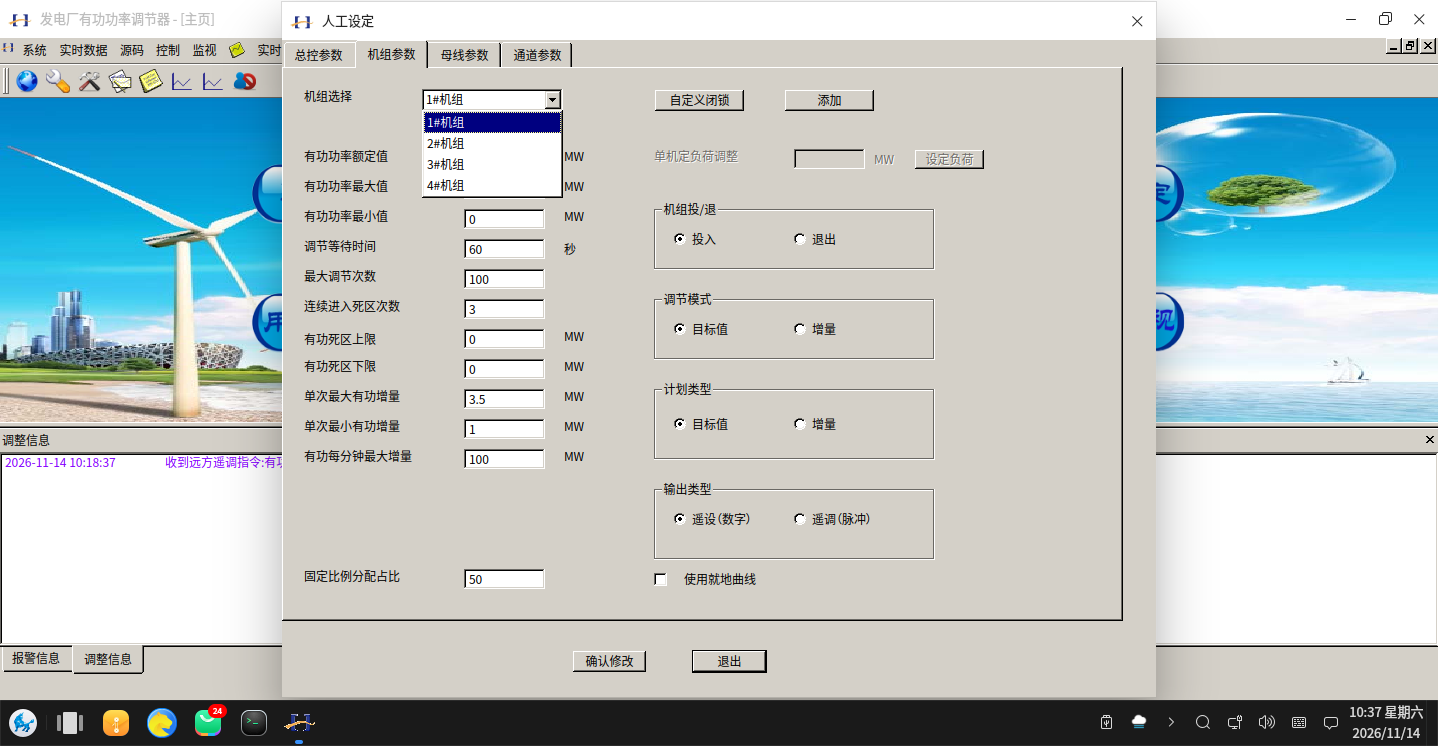 发电厂有功功率调节器 - [主页]
系统 实时数据 源码 控制 监视 实时
人工设定
总控参数 机组参数 母线参数 通道参数
机组选择 1#机组 自定义闭锁 添加
1#机组
2#机组
3#机组
4#机组
有功功率额定值 MW 单机定负荷调整 MW 设定负荷
有功功率最大值 MW
有功功率最小值 0 MW 机组投/退
调节等待时间 60 秒 投入 退出
最大调节次数 100
连续进入死区次数 3 调节模式
有功死区上限 0 MW 目标值 增量
有功死区下限 0 MW
单次最大有功增量 3.5 MW 计划类型
单次最小有功增量 1 MW 目标值 增量
有功每分钟最大增量 100 MW
输出类型
遥设(数字) 遥调(脉冲)
固定比例分配占比 50 使用就地曲线
确认修改 退出
用
定
现
调整信息
2026-11-14 10:18:37 收到远方遥调指令:有功
报警信息 调整信息
24
10:37 星期六
2026/11/14